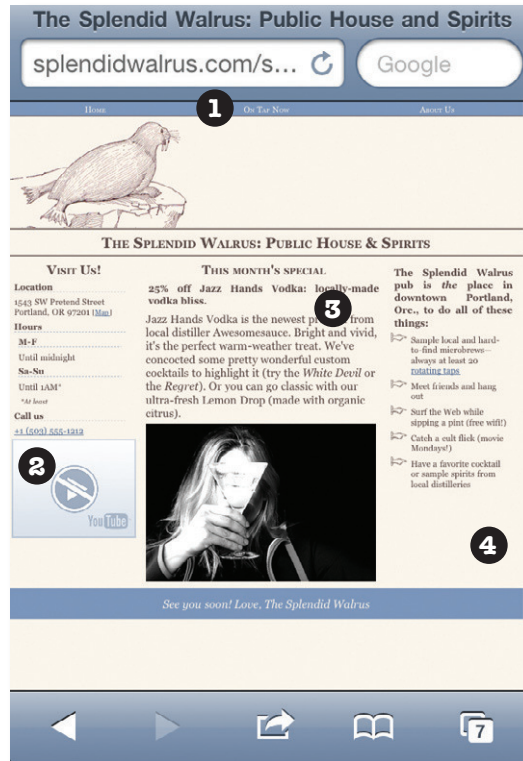 The Splendid Walrus: Public House and Spirits
splendidwalrus.com/s...
Google
1
Home
On Tap Now
About Us
The Splendid Walrus: Public House & Spirits
Visit Us!
Location
1543 SW Pretend Street
Portland, OR 97201 [Map]
Hours
M-F
Until midnight
Sa-Su
Until 1AM*
*At least
Call us
+1 (503) 555-1212
2
YouTube
This month's special
25% off Jazz Hands Vodka: locally-made
vodka bliss.
3
Jazz Hands Vodka is the newest from
local distiller Awesomesauce. Bright and vivid,
it's the perfect warm-weather treat. We've
concocted some pretty wonderful custom
cocktails to highlight it (try the White Devil or
the Regret). Or you can go classic with our
ultra-fresh Lemon Drop (made with organic
citrus).
The Splendid Walrus
pub is the place in
downtown Portland,
Ore., to do all of these
things:
Sample local and hard-
to-find microbrews—
always at least 20
rotating taps
Meet friends and hang
out
Surf the Web while
sipping a pint (free wifi!)
Catch a cult flick (movie
Mondays!)
Have a favorite cocktail
or sample spirits from
local distilleries
4
See you soon! Love, The Splendid Walrus
7